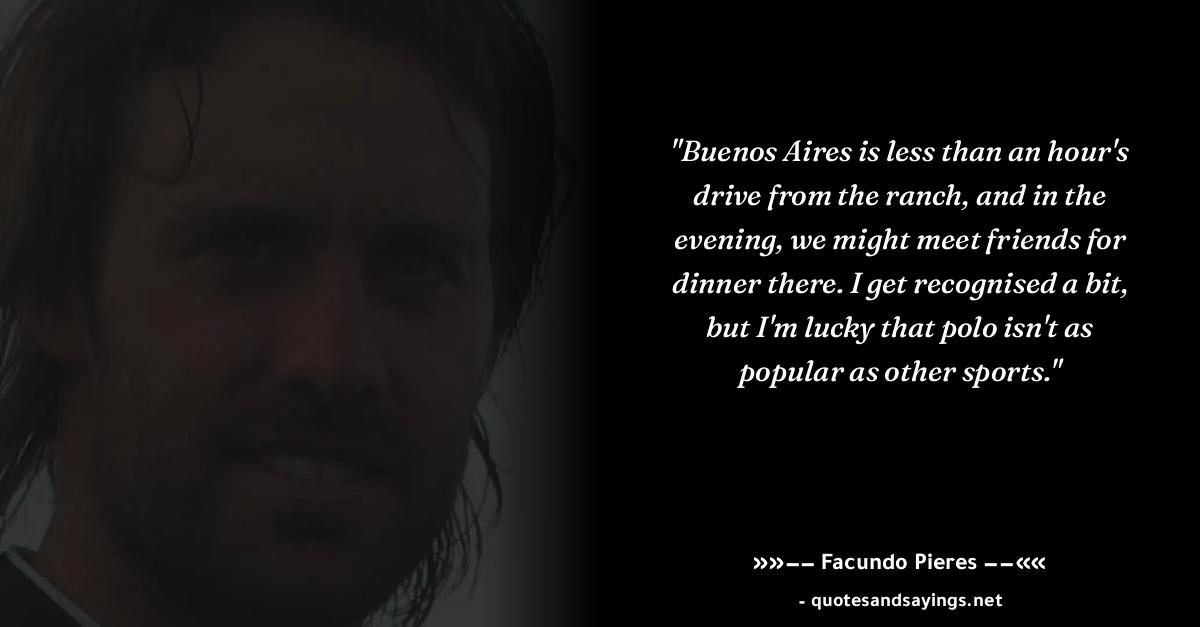 "Buenos Aires is less than an hour's
drive from the ranch, and in the
evening, we might meet friends for
dinner there. I get recognised a bit,
but I'm lucky that polo isn't as
popular as other sports."
»»–– Facundo Pieres ––««
- quotesandsayings.net